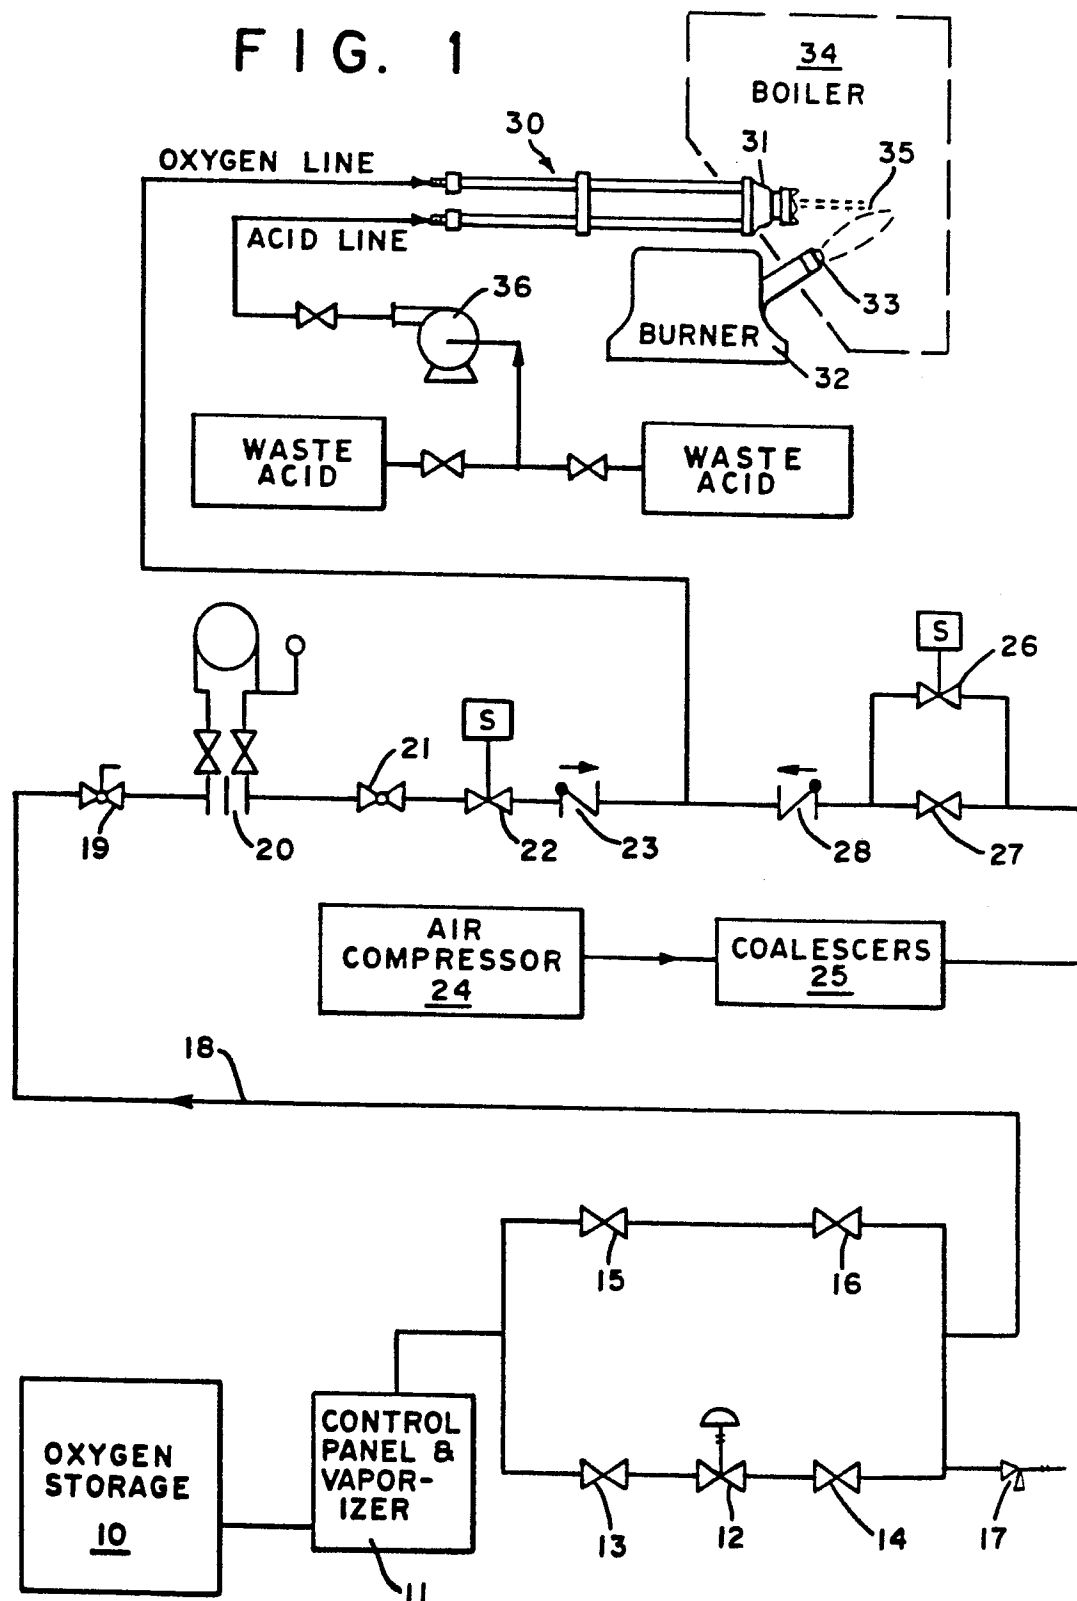 FIG. 1
34
BOILER
30
31
35
OXYGEN LINE
ACID LINE
36
33
BURNER
32
WASTE
ACID
WASTE
ACID
S
26
S
21
19
20
22
23
28
27
AIR
COMPRESSOR
24
COALESCERS
25
18
15
16
CONTROL
PANEL &
VAPOR-
IZER
OXYGEN
STORAGE
10
13
12
14
17
11